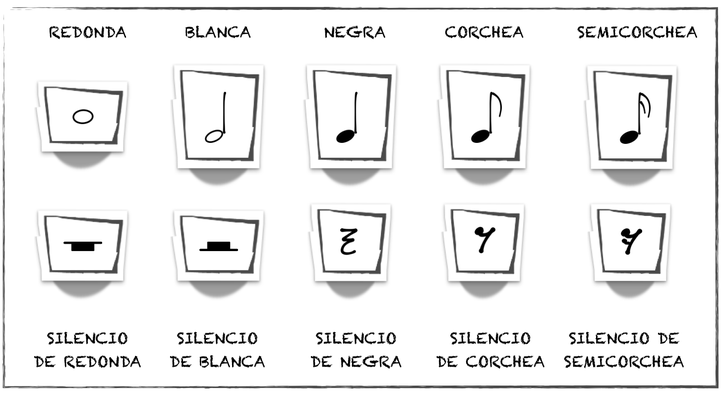 REDONDA BLANCA NEGRA CORCHEA SEMICORCHEA
SILENCIO SILENCIO SILENCIO SILENCIO SILENCIO DE
DE REDONDA DE BLANCA DE NEGRA DE CORCHEA SEMICORCHEA